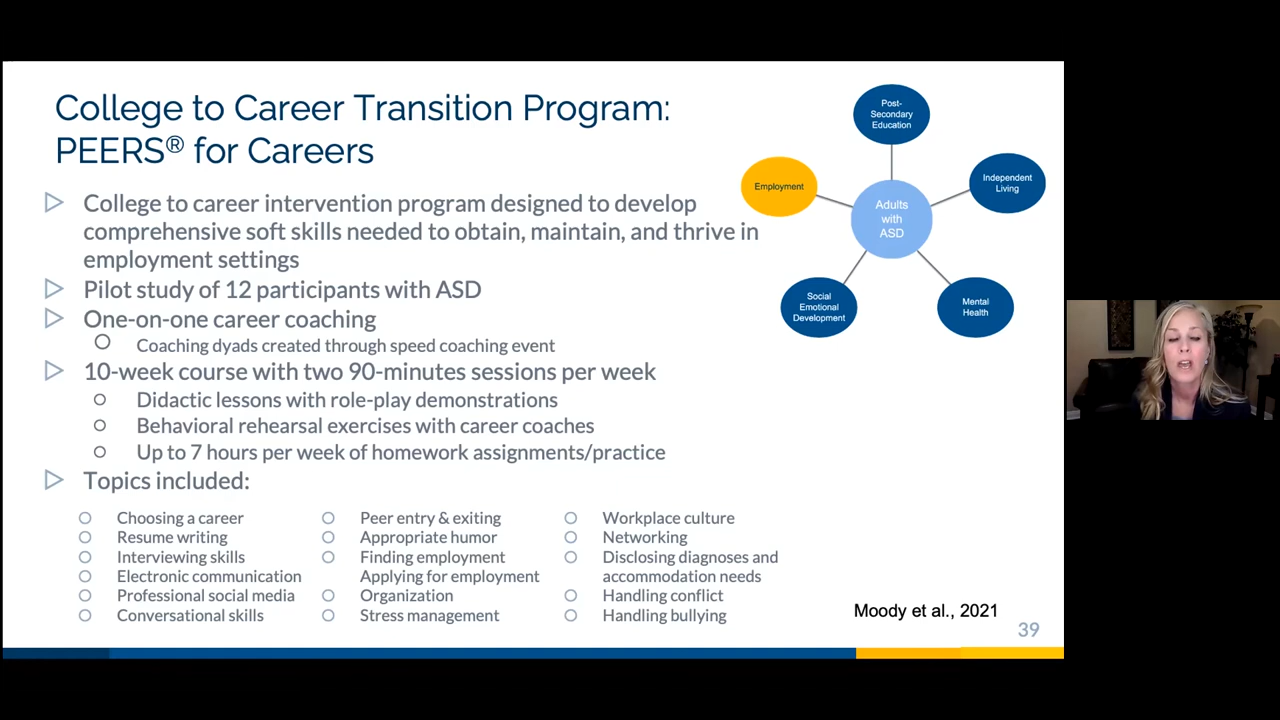 College to Career Transition Program:
PEERS® for Careers
College to career intervention program designed to develop
comprehensive soft skills needed to obtain, maintain, and thrive in
employment settings
Pilot study of 12 participants with ASD
One-on-one career coaching
Coaching dyads created through speed coaching event
10-week course with two 90-minutes sessions per week
Didactic lessons with role-play demonstrations
Behavioral rehearsal exercises with career coaches
Up to 7 hours per week of homework assignments/practice
Topics included:
Choosing a career
Resume writing
Interviewing skills
Electronic communication
Professional social media
Conversational skills
Peer entry & exiting
Appropriate humor
Finding employment
Applying for employment
Organization
Stress management
Workplace culture
Networking
Disclosing diagnoses and
accommodation needs
Handling conflict
Handling bullying
Post-
Secondary
Education
Employment
Independent
Living
Adults
with
ASD
Social
Emotional
Development
Mental
Health
Moody et al., 2021
39